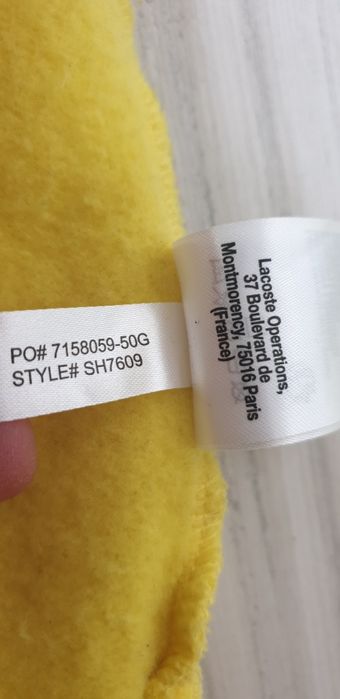 PO# 7158059-50G
STYLE# SH7609
Lacoste Operations,
37 Boulevard de
Montmorency, 75016 Paris
(France)